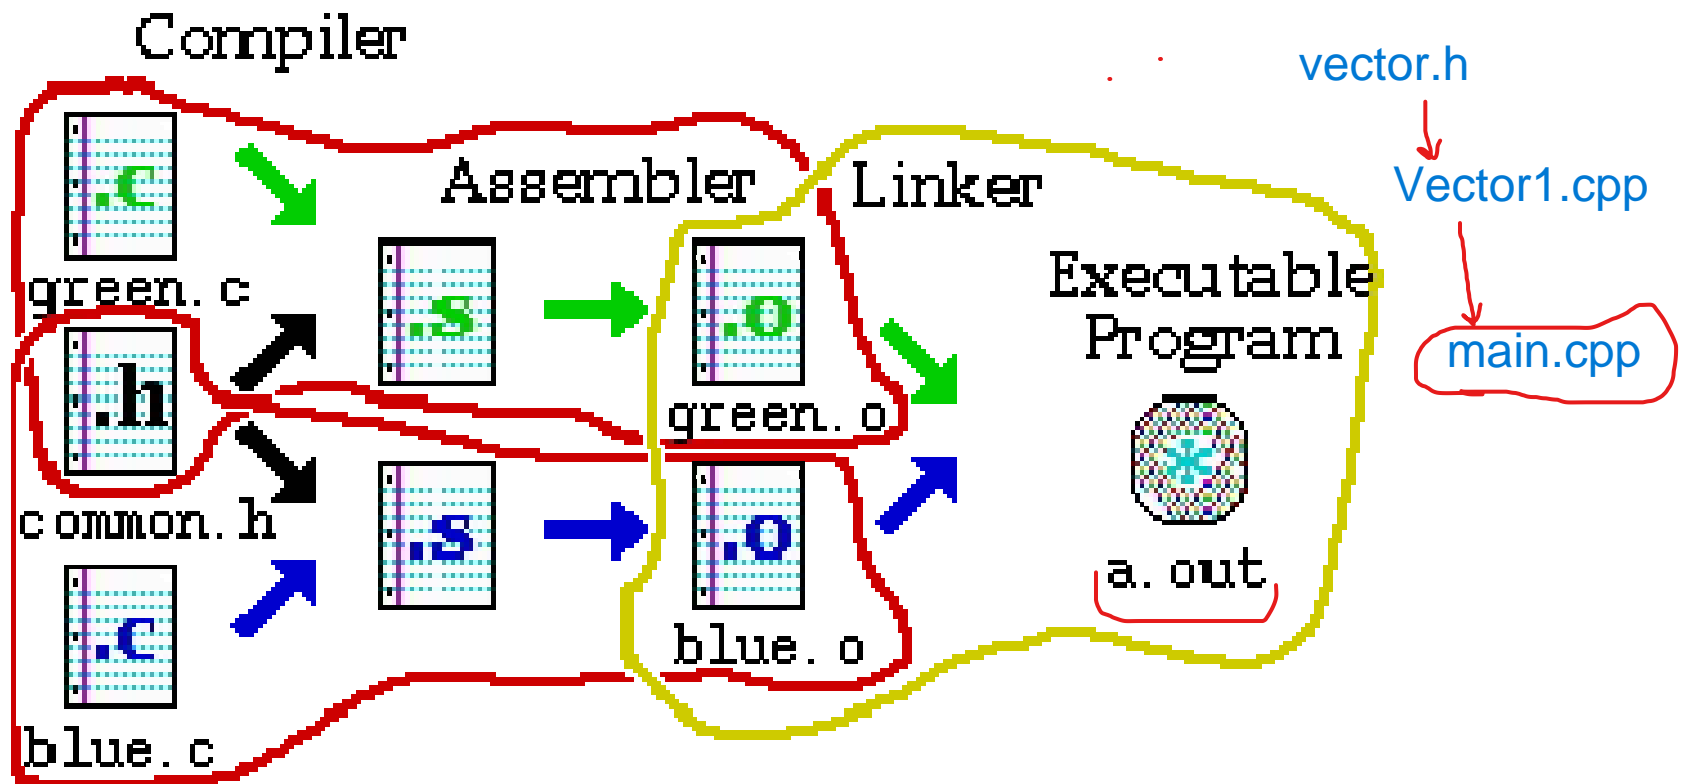 Compiler
vector.h
.c
Assembler
Linker
Vector1.cpp
green.c
.s
.o
Executable
Program
main.cpp
.h
green.o
common.h
.s
.o
a.out
.c
blue.o
blue.c